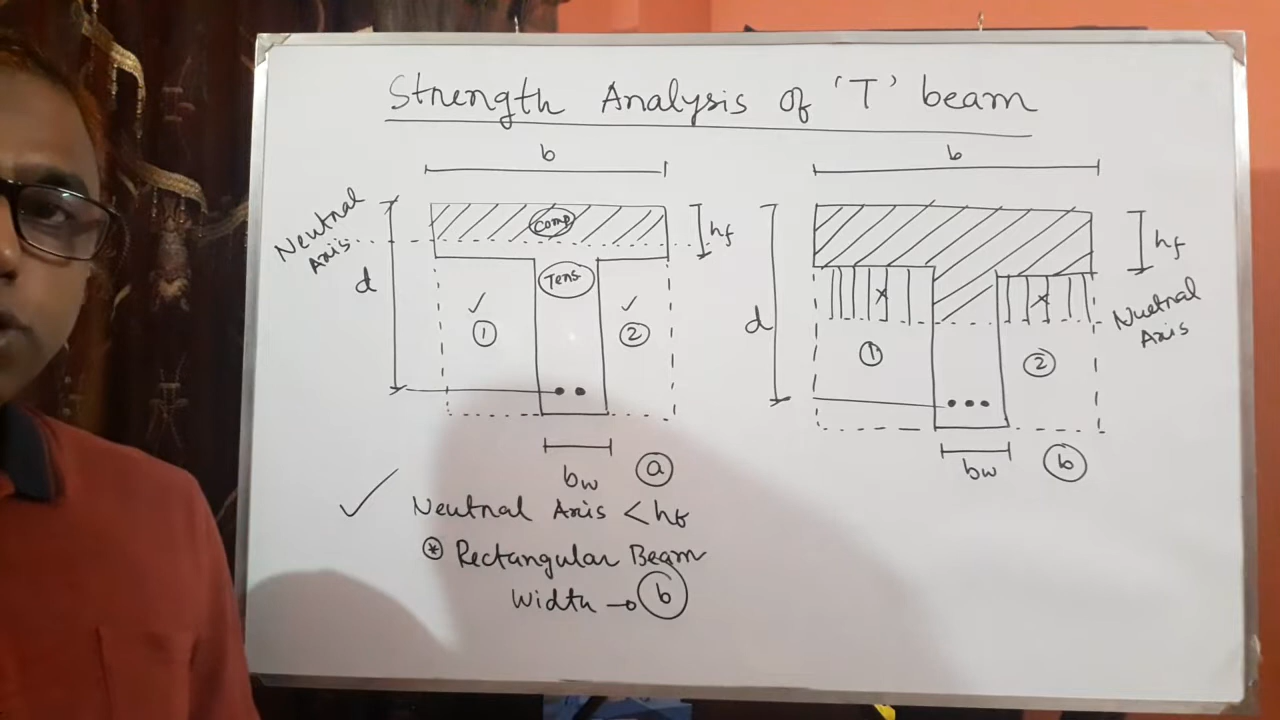 Strength Analysis of 'T' beam
b
Neutral
Axis
d
comp
hf
Tens.
1
2
bw
a
b
d
hf
Nuetral
Axis
1
2
bw
b
Neutral Axis < hf
Rectangular Beam
Width → b